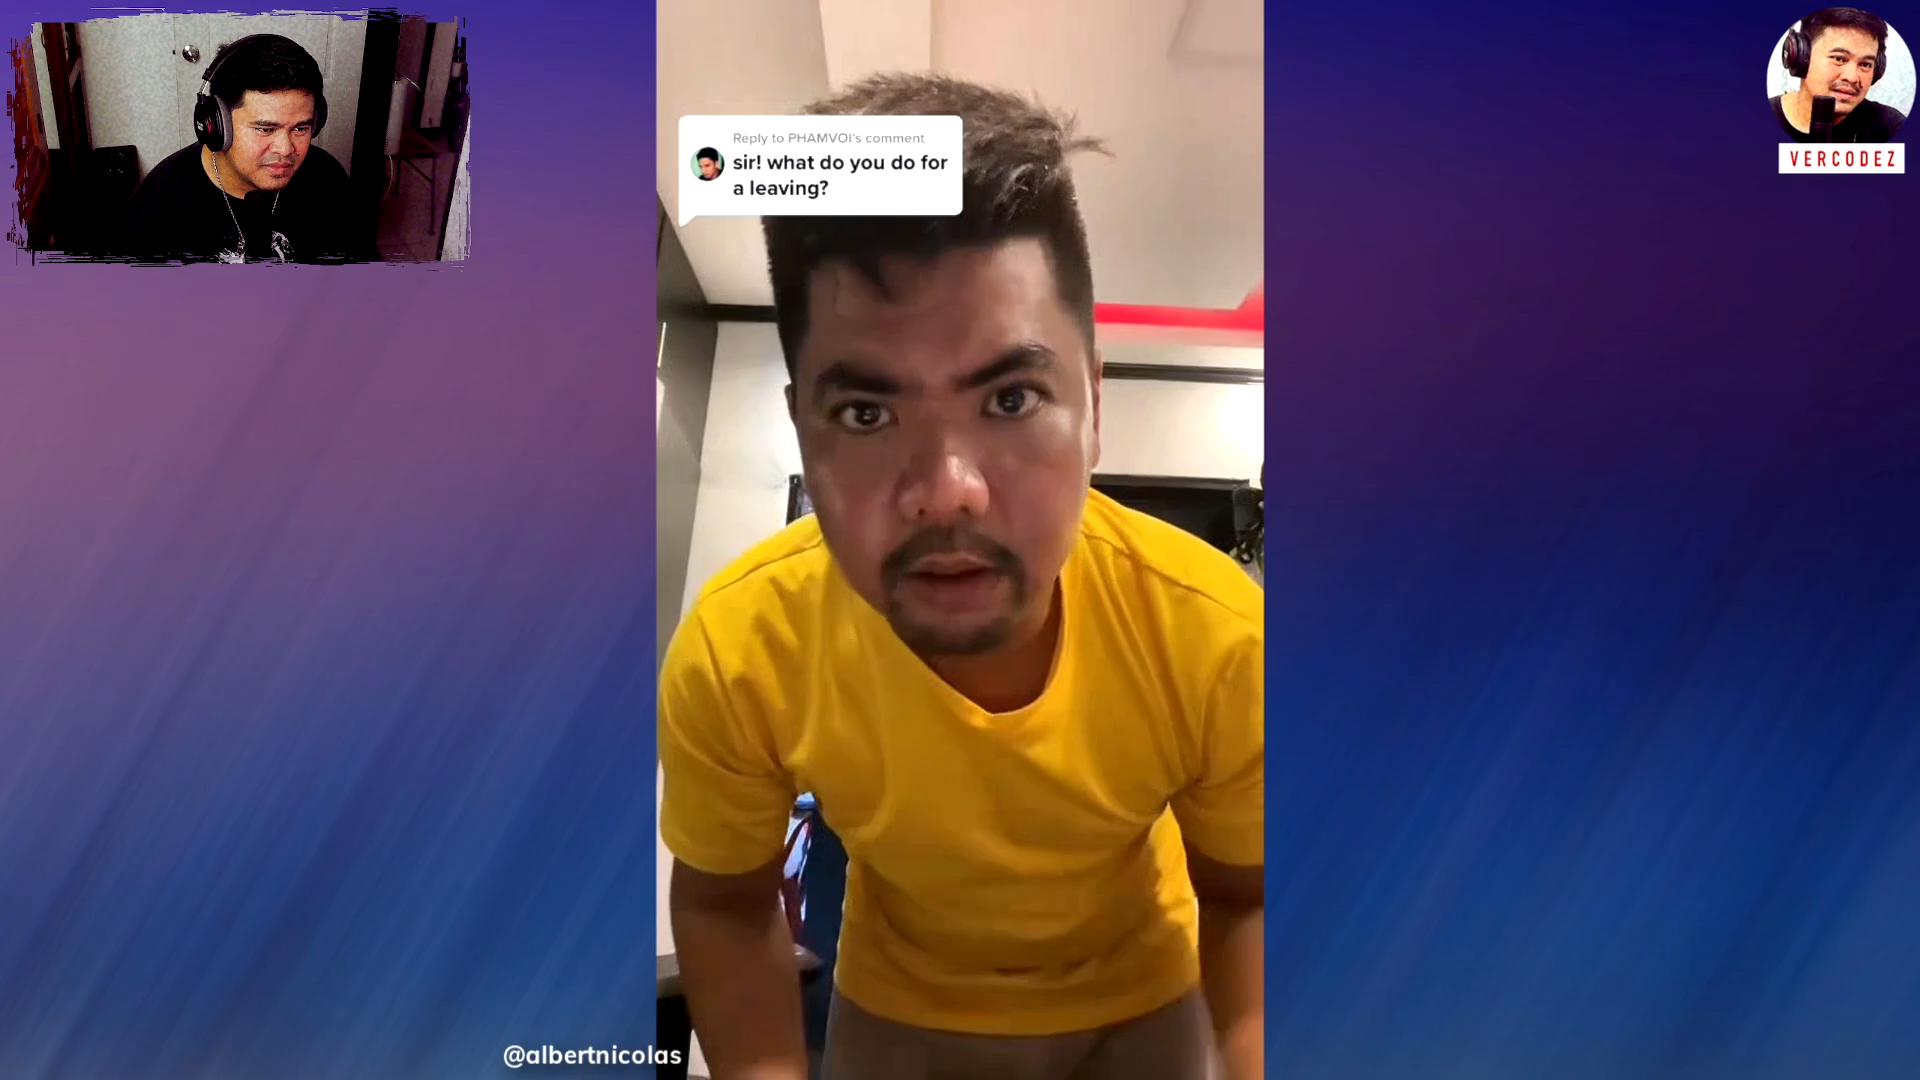 VERCODEZ
Reply to PHAMVOI's comment
sir! what do you do for
a leaving?
@albertnicolas